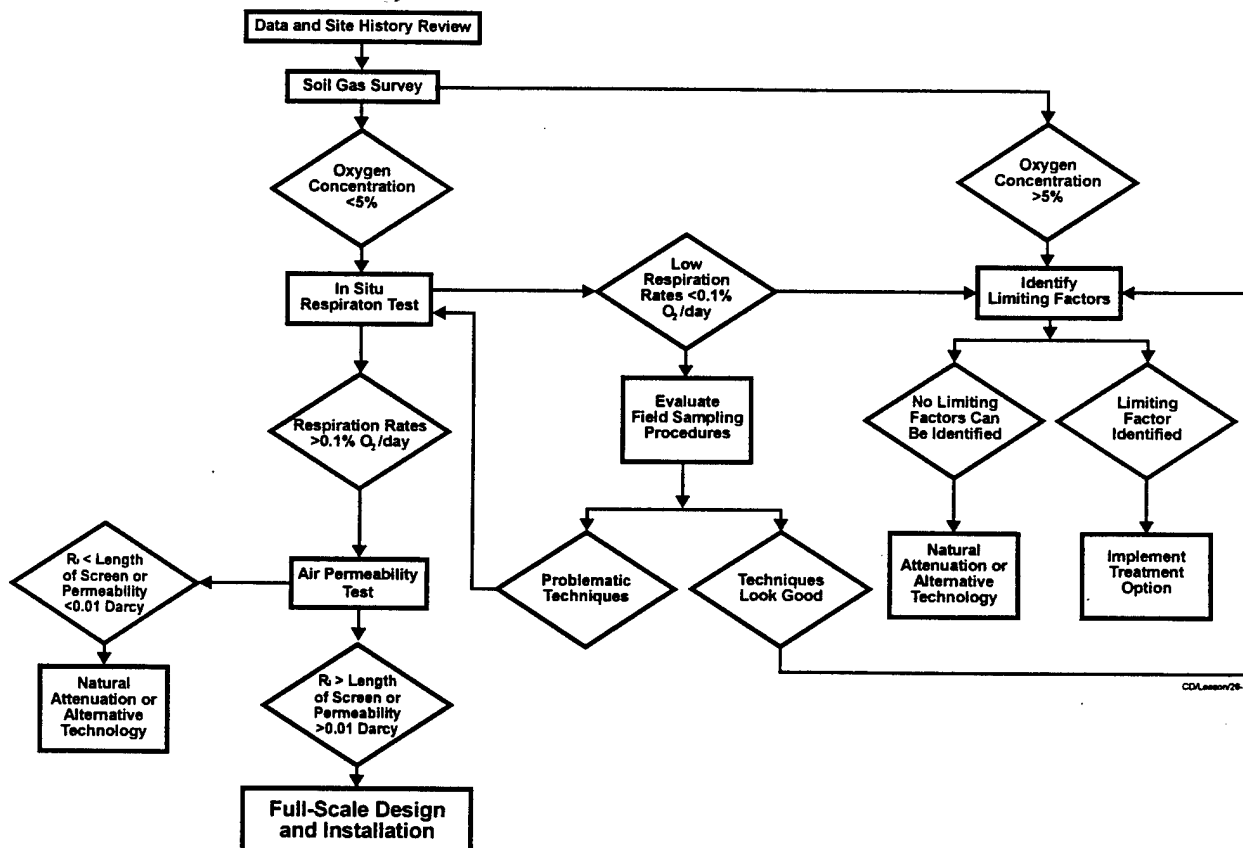 Data and Site History Review
Soil Gas Survey
Oxygen
Concentration
<5%
Oxygen
Concentration
>5%
In Situ
Respiraton Test
Low
Respiration
Rates <0.1%
O₂/day
Identify
Limiting Factors
Respiration Rates
>0.1% O₂/day
Evaluate
Field Sampling
Procedures
No Limiting
Factors Can
Be Identified
Limiting
Factor
Identified
Rᵢ < Length
of Screen or
Permeability
<0.01 Darcy
Air Permeability
Test
Problematic
Techniques
Techniques
Look Good
Natural
Attenuation or
Alternative
Technology
Implement
Treatment
Option
Natural
Attenuation or
Alternative
Technology
Rᵢ > Length
of Screen or
Permeability
>0.01 Darcy
CD/Leeson/26-
Full-Scale Design
and Installation